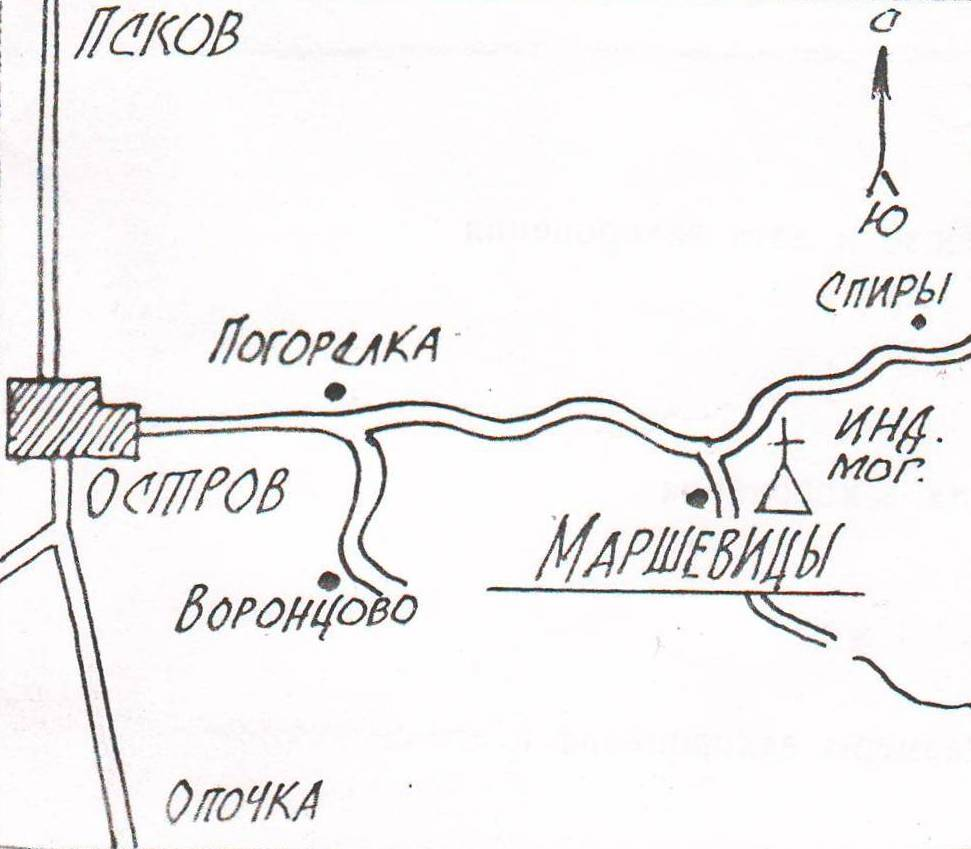 ПСКОВ
С
Ю
СПИРЫ
ПОГОРЕЛКА
ИНД.
МОГ.
ОСТРОВ
МАРШЕВИЦЫ
ВОРОНЦОВО
ОПОЧКА